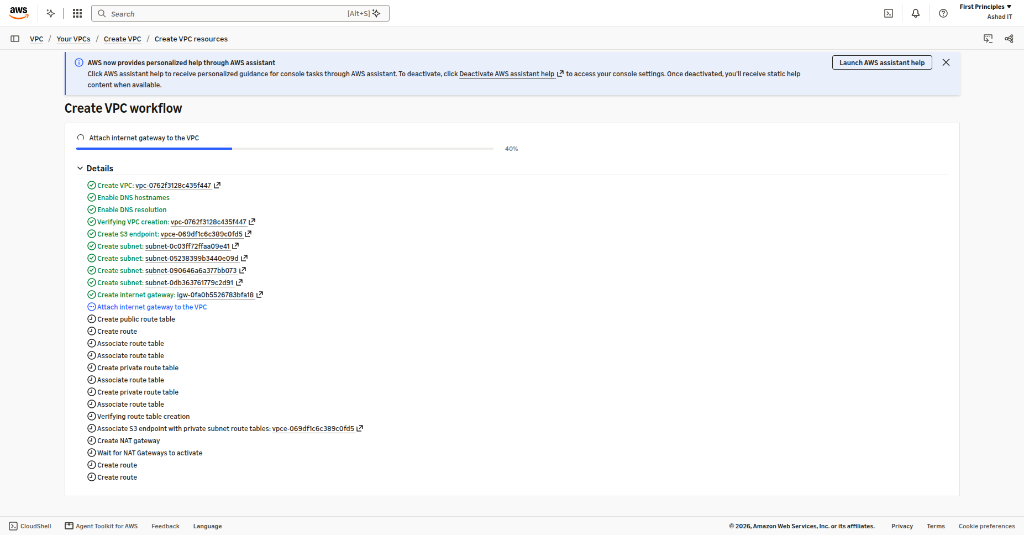 aws
Search [Alt+S]
First Principles ▼
Ashad IT
VPC / Your VPCs / Create VPC / Create VPC resources
AWS now provides personalized help through AWS assistant
Click AWS assistant help to receive personalized guidance for console tasks through AWS assistant. To deactivate, click Deactivate AWS assistant help to access your console settings. Once deactivated, you'll receive static help
content when available.
Launch AWS assistant help
Create VPC workflow
Attach internet gateway to the VPC
40%
Details
Create VPC: vpc-0762f3128c435f447
Enable DNS hostnames
Enable DNS resolution
Verifying VPC creation: vpc-0762f3128c435f447
Create S3 endpoint: vpce-069df1c6c389c0fd5
Create subnet: subnet-0c03ff72ffaa09e41
Create subnet: subnet-05238399b3440e09d
Create subnet: subnet-090646a6a377bb073
Create subnet: subnet-0db363761779c2d91
Create internet gateway: igw-0fa0h5526783bfa18
Attach internet gateway to the VPC
Create public route table
Create route
Associate route table
Associate route table
Create private route table
Associate route table
Create private route table
Associate route table
Verifying route table creation
Associate S3 endpoint with private subnet route tables: vpce-069df1c6c389c0fd5
Create NAT gateway
Wait for NAT Gateways to activate
Create route
Create route
CloudShell Agent Toolkit for AWS Feedback Language
© 2026, Amazon Web Services, Inc. or its affiliates. Privacy Terms Cookie preferences